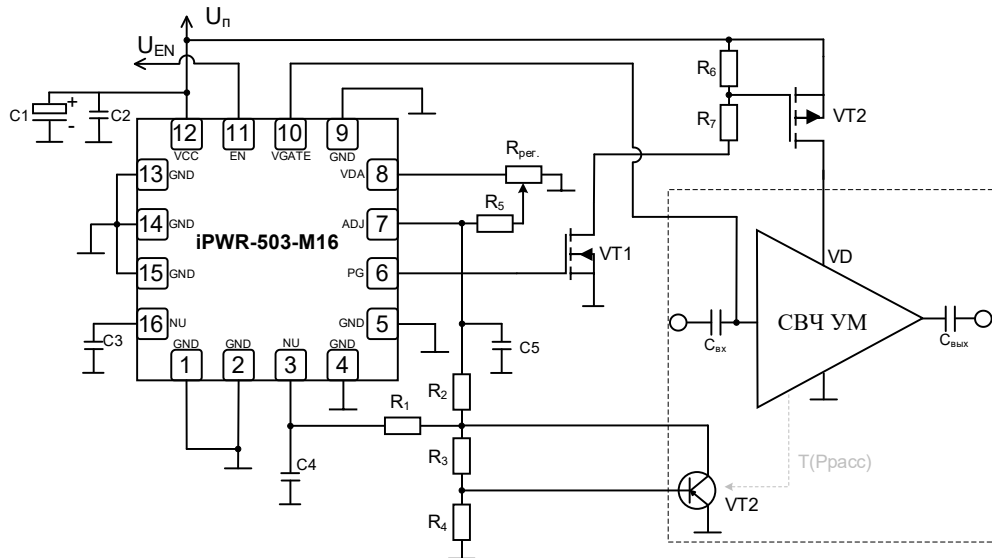 Uп
UEN
C1
+
-
C2
12
VCC
11
EN
10
VGATE
9
GND
R6
R7
VT2
13
GND
VDA
8
Rрег.
14
GND
ADJ
7
R5
iPWR-503-M16
15
GND
PG
6
VT1
VD
16
NU
GND
5
C3
C5
СВЧ УМ
Cвх
Cвых
GND
1
GND
2
NU
3
GND
4
R2
R1
C4
R3
R4
T(Pрасс)
VT2